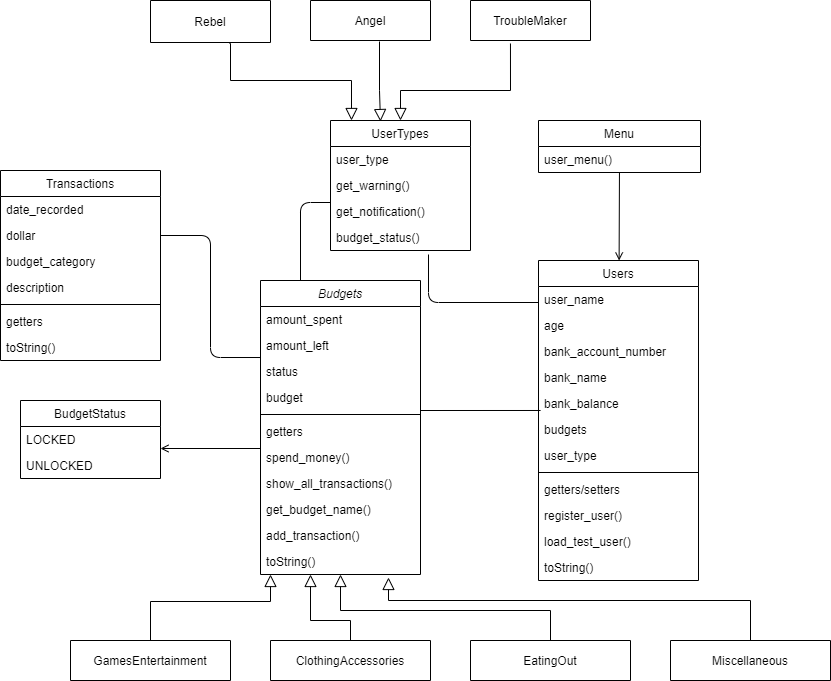 Rebel
Angel
TroubleMaker
UserTypes
user_type
get_warning()
get_notification()
budget_status()
Menu
user_menu()
Transactions
date_recorded
dollar
budget_category
description
getters
toString()
Budgets
amount_spent
amount_left
status
budget
getters
spend_money()
show_all_transactions()
get_budget_name()
add_transaction()
toString()
Users
user_name
age
bank_account_number
bank_name
bank_balance
budgets
user_type
getters/setters
register_user()
load_test_user()
toString()
BudgetStatus
LOCKED
UNLOCKED
GamesEntertainment
ClothingAccessories
EatingOut
Miscellaneous